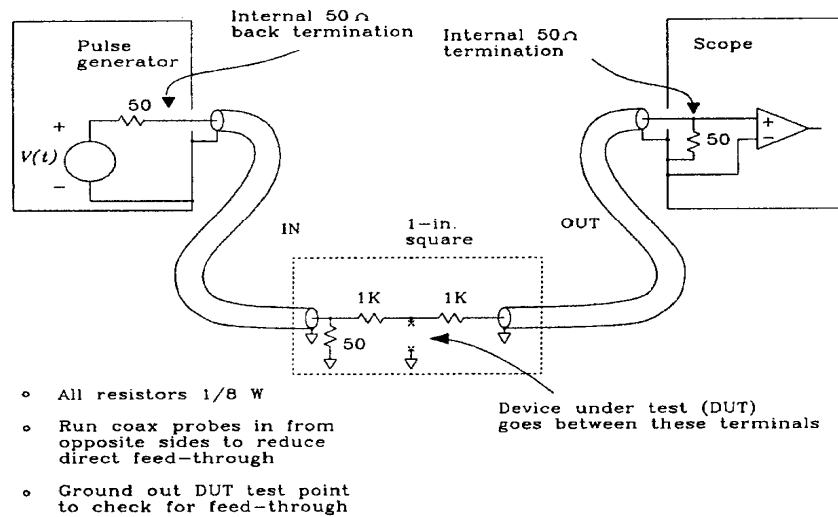 Internal 50Ω
back termination
Pulse
generator
Internal 50Ω
termination
Scope
50
+
V(t)
−
+
−
50
IN
1−in.
square
OUT
1K
1K
50
Device under test (DUT)
goes between these terminals
∘ All resistors 1/8 W
∘ Run coax probes in from
opposite sides to reduce
direct feed−through
∘ Ground out DUT test point
to check for feed−through